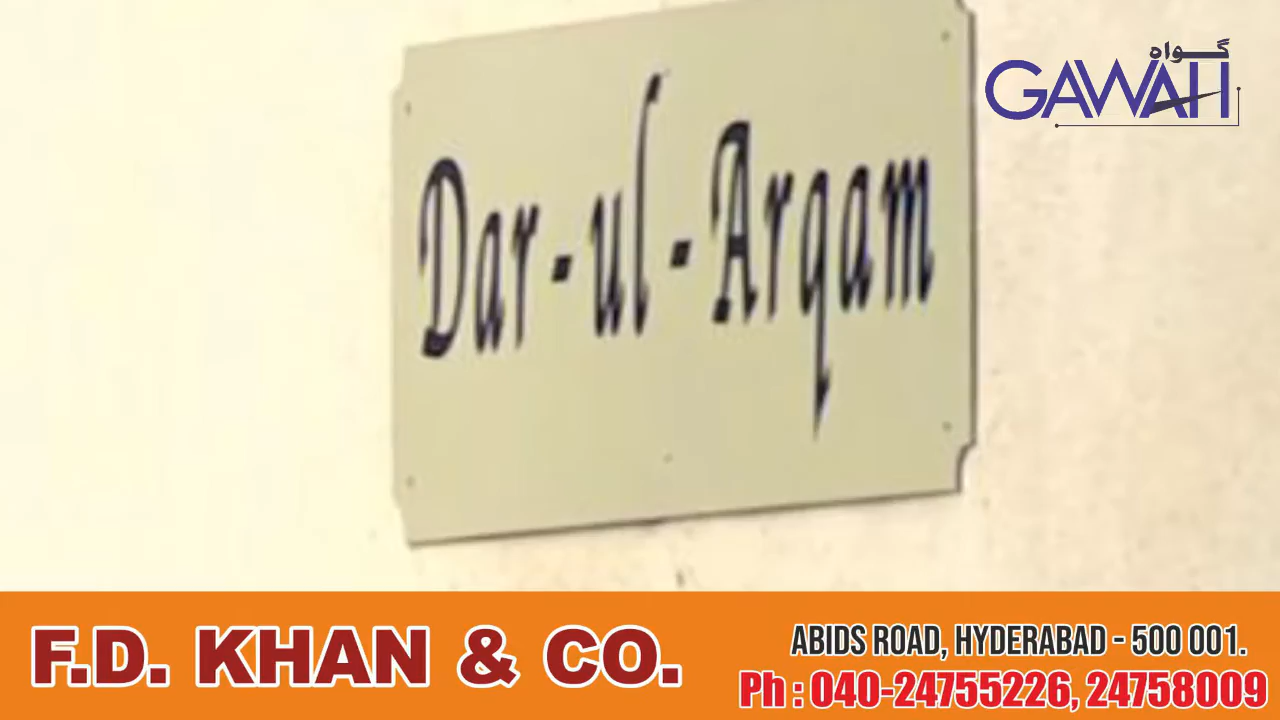 گواہ
GAWAH
Dar-ul-Arqam
F.D. KHAN & CO.
ABIDS ROAD, HYDERABAD - 500 001.
Ph : 040-24755226, 24758009